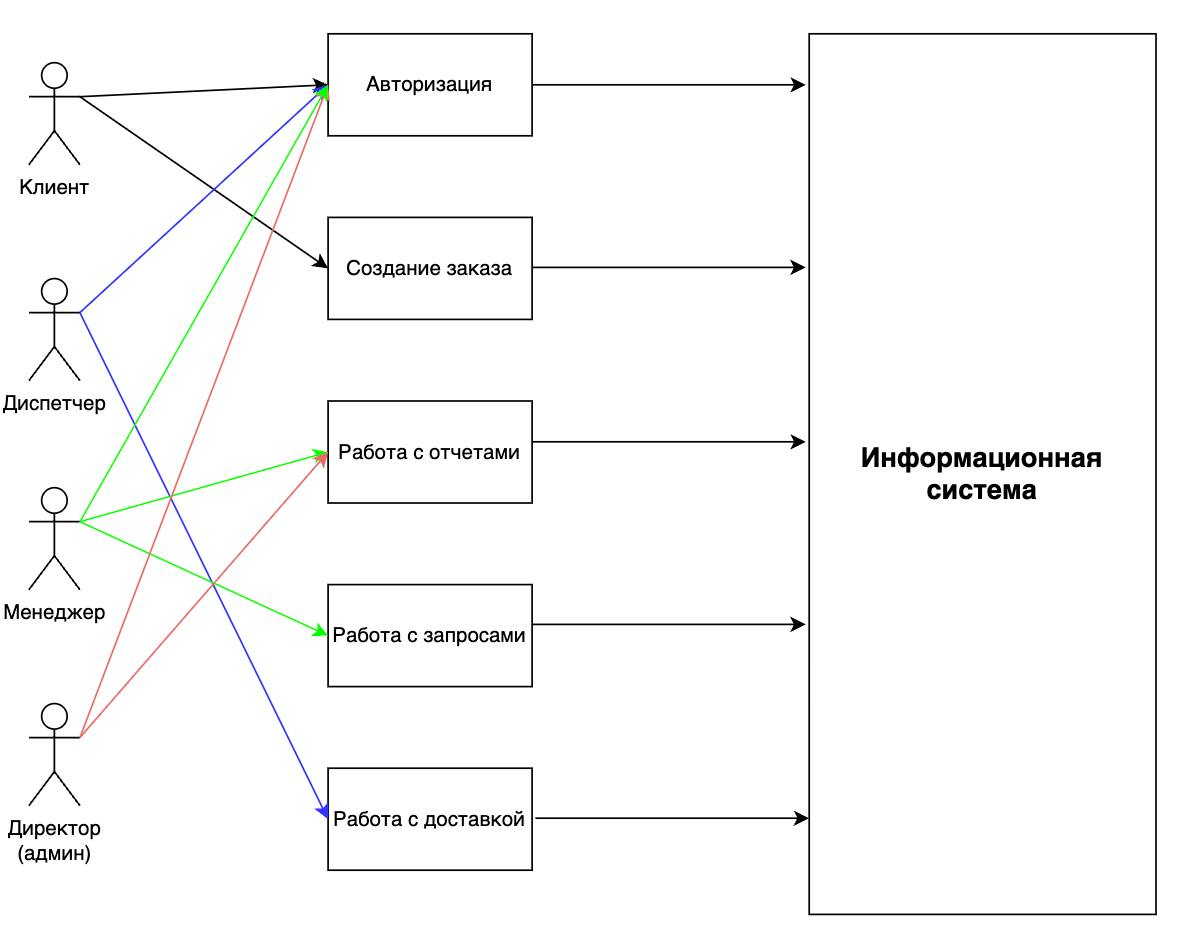 Клиент
Диспетчер
Менеджер
Директор
(админ)
Авторизация
Создание заказа
Работа с отчетами
Работа с запросами
Работа с доставкой
Информационная
система